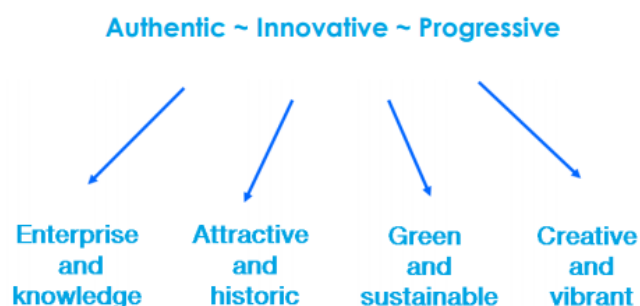 Authentic ~ Innovative ~ Progressive
Enterprise
and
knowledge
Attractive
and
historic
Green
and
sustainable
Creative
and
vibrant